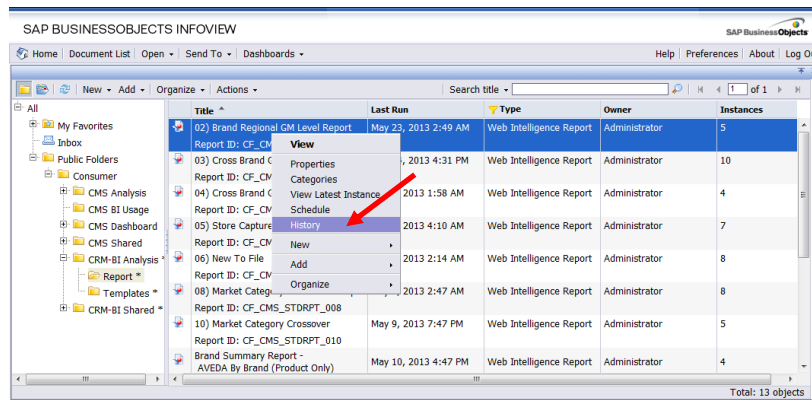 SAP BUSINESSOBJECTS INFOVIEW
SAP BusinessObjects
Home Document List Open Send To Dashboards Help Preferences About Log O
New Add Organize Actions Search title 1 of 1
All
My Favorites
Inbox
Public Folders
Consumer
CMS Analysis
CMS BI Usage
CMS Dashboard
CMS Shared
CRM-BI Analysis *
Report *
Templates *
CRM-BI Shared *
Title Last Run Type Owner Instances
02) Brand Regional GM Level Report May 23, 2013 2:49 AM Web Intelligence Report Administrator 5
Report ID: CF_CM
03) Cross Brand C , 2013 4:31 PM Web Intelligence Report Administrator 10
Report ID: CF_CM
04) Cross Brand C 2013 1:58 AM Web Intelligence Report Administrator 4
Report ID: CF_CM
05) Store Capture 2013 4:10 AM Web Intelligence Report Administrator 7
Report ID: CF_CM
06) New To File 2013 2:14 AM Web Intelligence Report Administrator 8
Report ID: CF_CM
08) Market Categ 2013 2:47 AM Web Intelligence Report Administrator 8
Report ID: CF_CMS_STDRPT_008
10) Market Category Crossover May 9, 2013 7:47 PM Web Intelligence Report Administrator 5
Report ID: CF_CMS_STDRPT_010
Brand Summary Report -
AVEDA By Brand (Product Only) May 10, 2013 4:47 PM Web Intelligence Report Administrator 4
View
Properties
Categories
View Latest Instance
Schedule
History
New
Add
Organize
Total: 13 objects